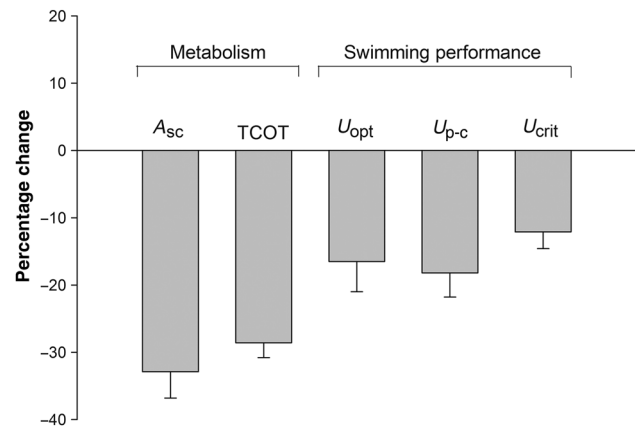 20
Metabolism Swimming performance
10
Asc TCOT Uopt Up-c Ucrit
0
Percentage change
−10
−20
−30
−40